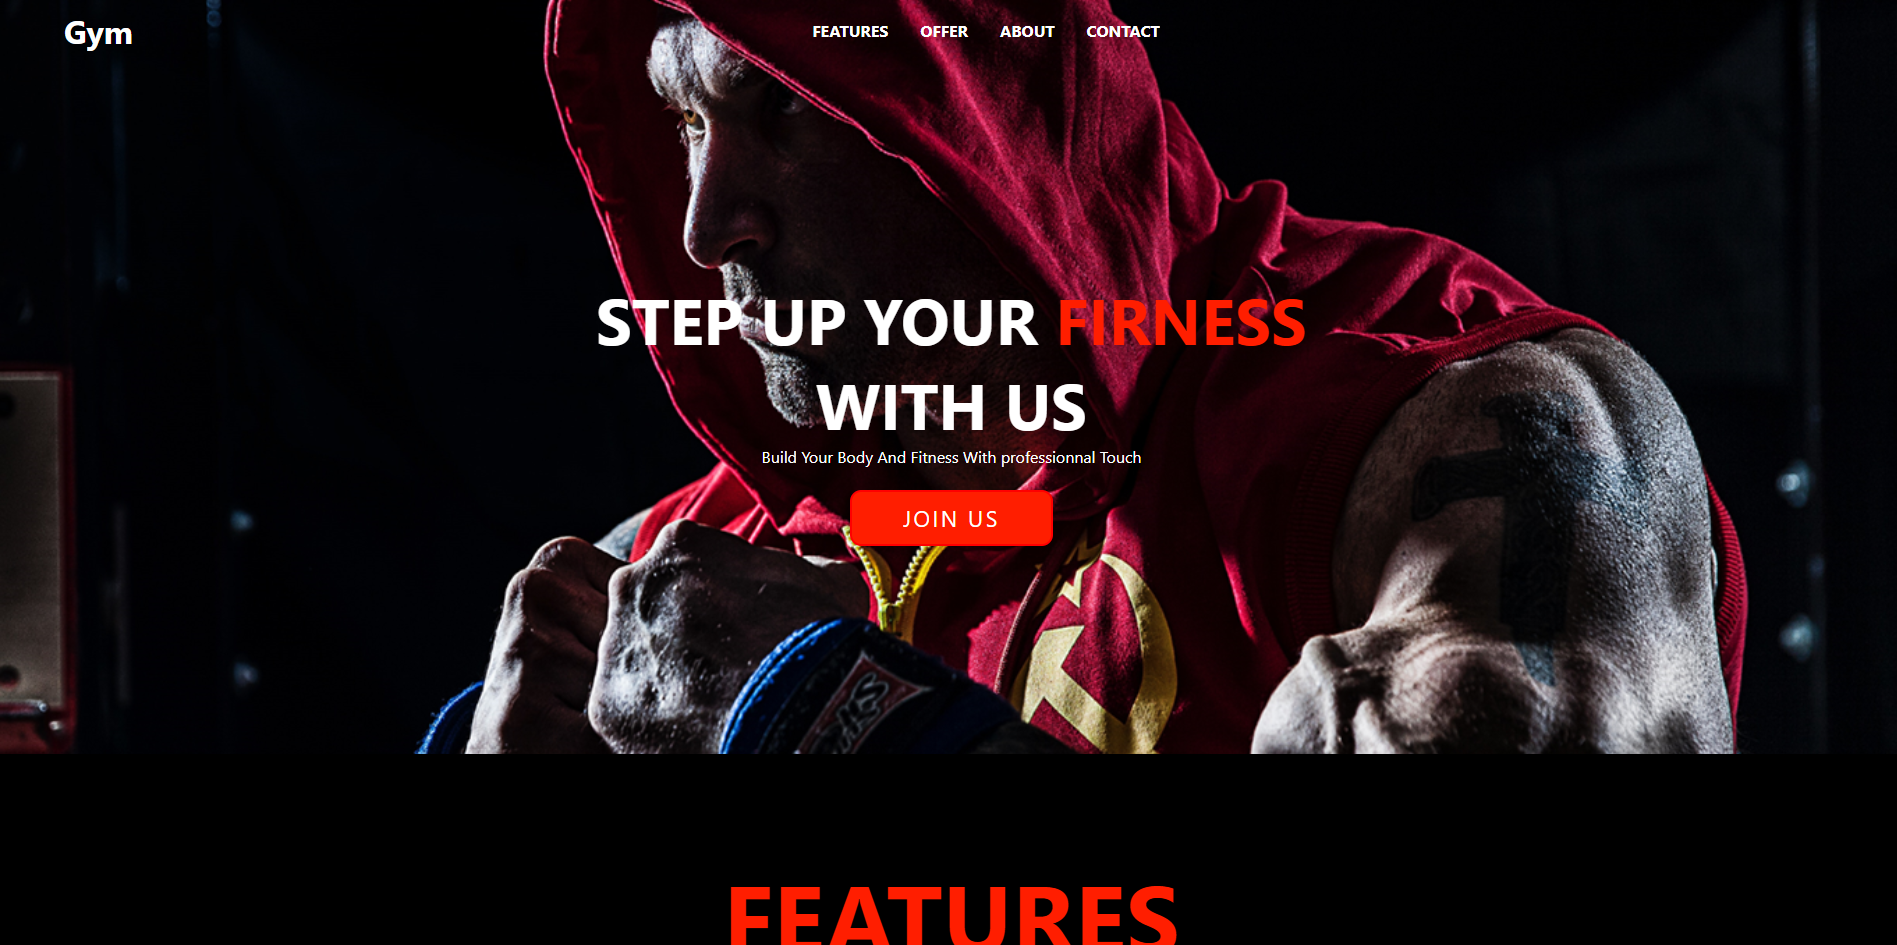 Gym
FEATURES OFFER ABOUT CONTACT
STEP UP YOUR FIRNESS
WITH US
Build Your Body And Fitness With professionnal Touch
JOIN US
FEATURES